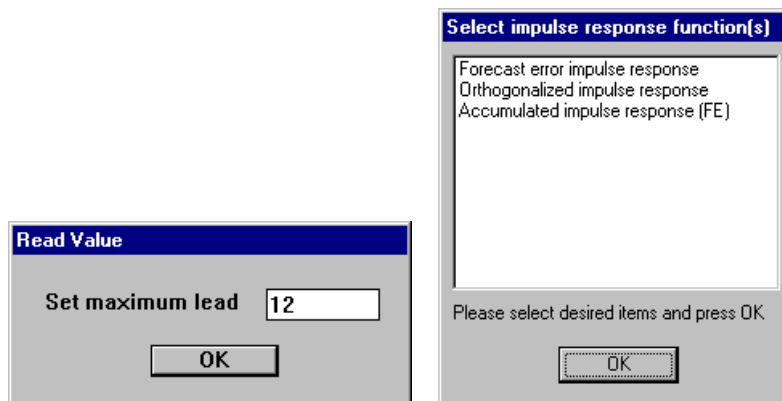 Read Value
Set maximum lead 12
OK
Select impulse response function(s)
Forecast error impulse response
Orthogonalized impulse response
Accumulated impulse response (FE)
Please select desired items and press OK
OK